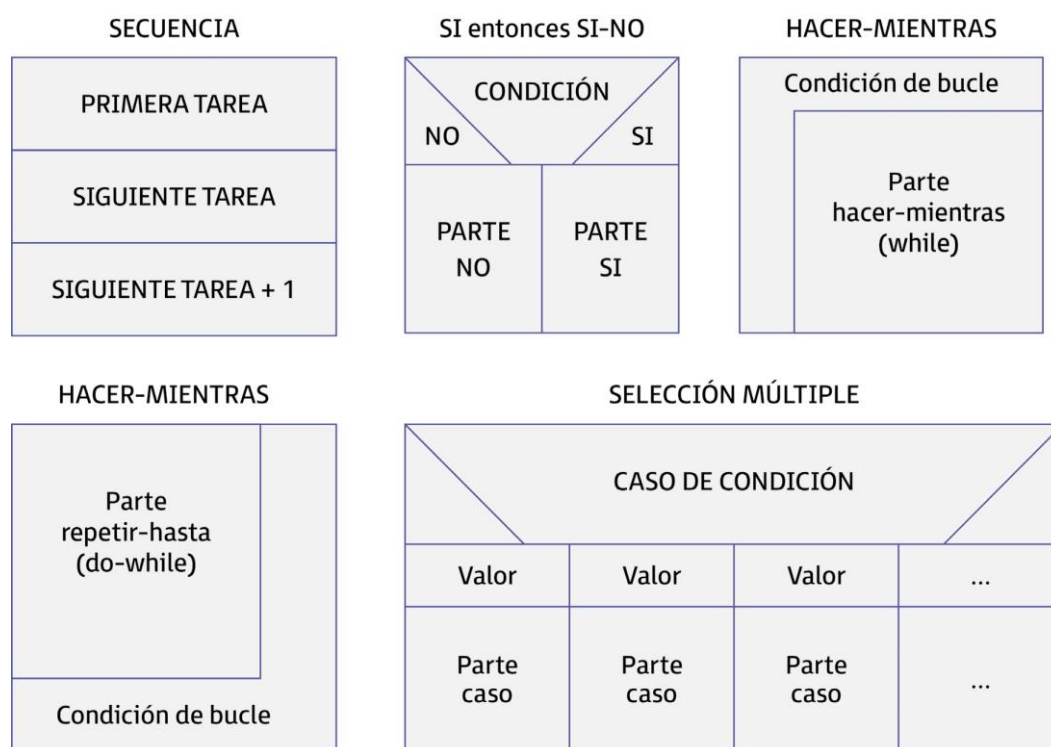 SECUENCIA
PRIMERA TAREA
SIGUIENTE TAREA
SIGUIENTE TAREA + 1
SI entonces SI-NO
CONDICIÓN
NO
SI
PARTE
NO
PARTE
SI
HACER-MIENTRAS
Condición de bucle
Parte
hacer-mientras
(while)
HACER-MIENTRAS
Parte
repetir-hasta
(do-while)
Condición de bucle
SELECCIÓN MÚLTIPLE
CASO DE CONDICIÓN
Valor
Valor
Valor
...
Parte
caso
Parte
caso
Parte
caso
...